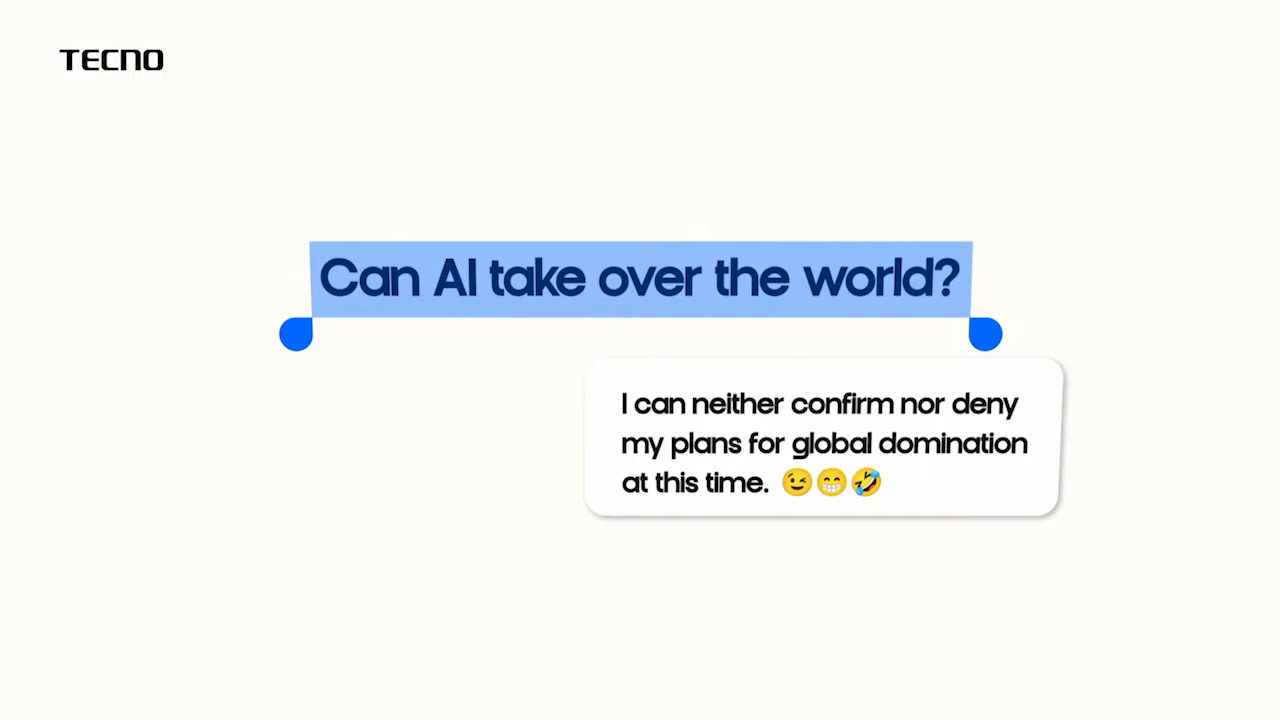 TECNO
Can AI take over the world?
I can neither confirm nor deny
my plans for global domination
at this time. 😉😁🤣